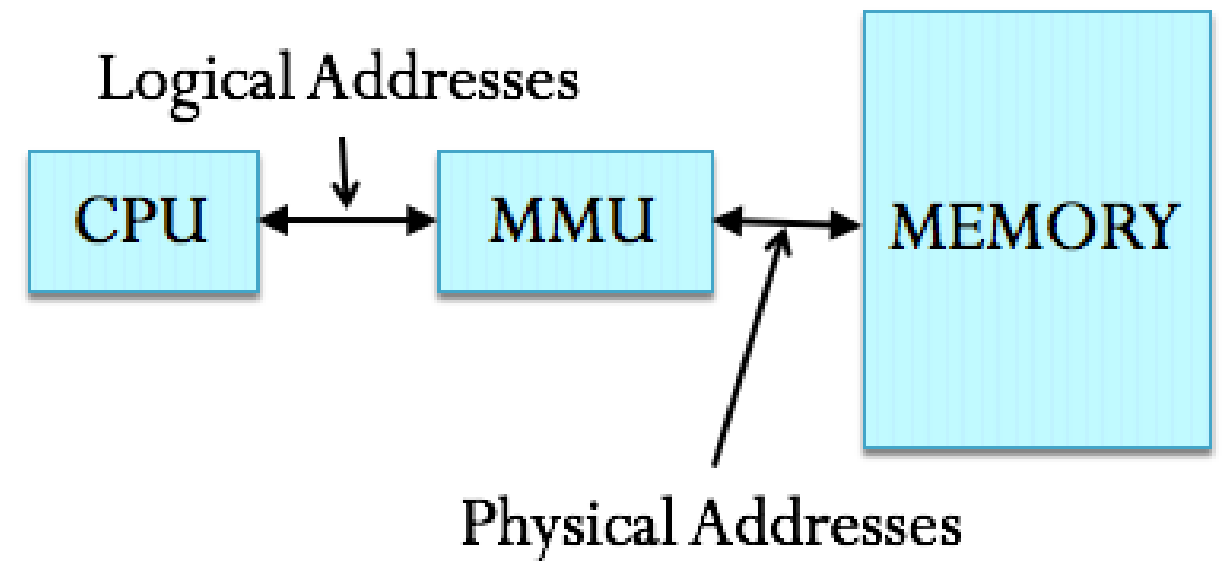 Logical Addresses
CPU
MMU
MEMORY
Physical Addresses